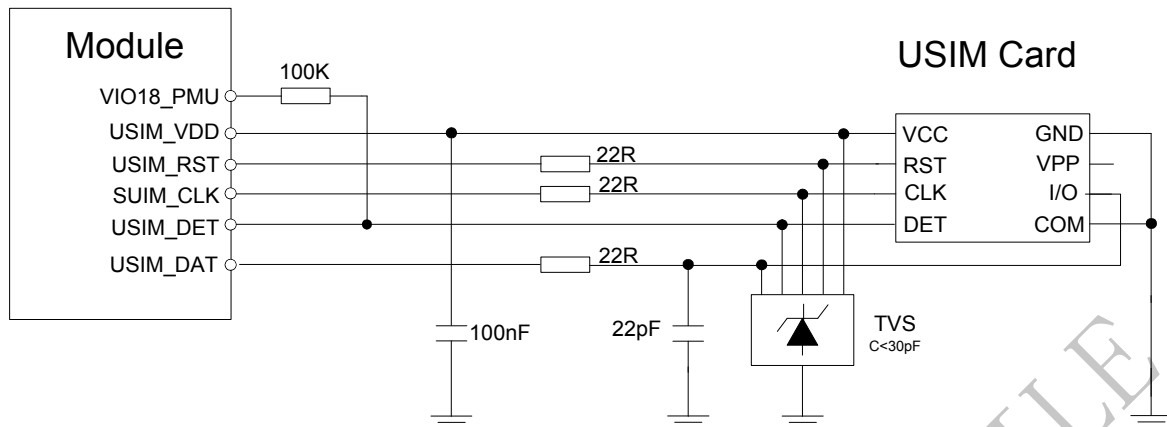 Module
USIM Card
100K
VIO18_PMU
USIM_VDD
USIM_RST
SUIM_CLK
USIM_DET
USIM_DAT
22R
22R
22R
VCC
RST
CLK
DET
GND
VPP
I/O
COM
100nF
22pF
TVS
C<30pF